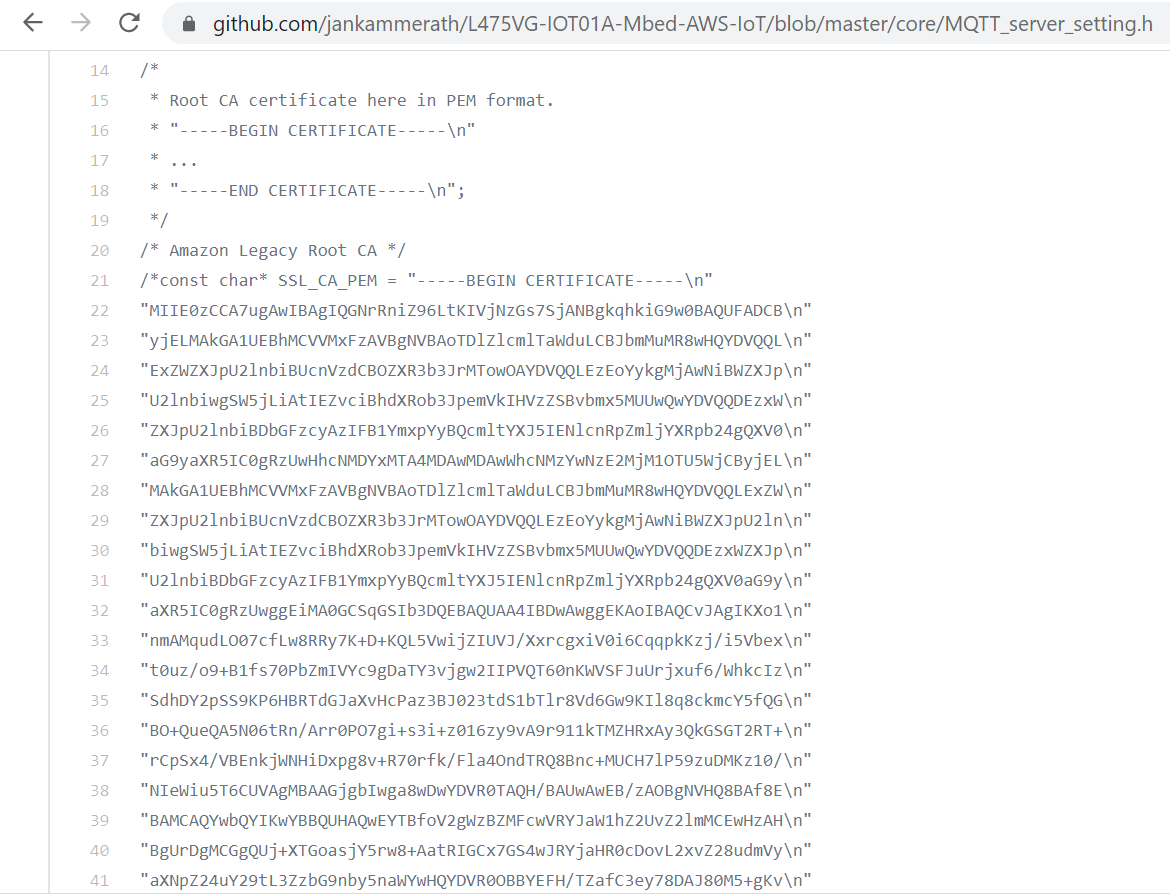 github.com/jankammerath/L475VG-IOT01A-Mbed-AWS-IoT/blob/master/core/MQTT_server_setting.h
14 /*
15 * Root CA certificate here in PEM format.
16 * "-----BEGIN CERTIFICATE-----\n"
17 * ...
18 * "-----END CERTIFICATE-----\n";
19 */
20 /* Amazon Legacy Root CA */
21 /*const char* SSL_CA_PEM = "-----BEGIN CERTIFICATE-----\n"
22 "MIIE0zCCA7ugAwIBAgIQGNrRniZ96LtKIVjNzGs7SjANBgkqhkiG9w0BAQUFADCB\n"
23 "yjELMAkGA1UEBhMCVVMxFzAVBgNVBAoTDlZlcmlTaWduLCBJbmMuMR8wHQYDVQQL\n"
24 "ExZWZXJpU2lnbiBUcnVzdCBOZXR3b3JrMTowOAYDVQQLEzEoYykgMjAwNiBWZXJp\n"
25 "U2lnbiwgSW5jLiAtIEZvciBhdXRob3JpemVkIHVzZSBvbmx5MUUwQwYDVQQDEzxW\n"
26 "ZXJpU2lnbiBDbGFzcyAzIFB1YmxpYyBQcmltYXJ5IENlcnRpZmljYXRpb24gQXV0\n"
27 "aG9yaXR5IC0gRzUwHhcNMDYxMTA4MDAwMDAwWhcNMzYwNzE2MjM1OTU5WjCByjEL\n"
28 "MAkGA1UEBhMCVVMxFzAVBgNVBAoTDlZlcmlTaWduLCBJbmMuMR8wHQYDVQQLExZW\n"
29 "ZXJpU2lnbiBUcnVzdCBOZXR3b3JrMTowOAYDVQQLEzEoYykgMjAwNiBWZXJpU2ln\n"
30 "biwgSW5jLiAtIEZvciBhdXRob3JpemVkIHVzZSBvbmx5MUUwQwYDVQQDEzxWZXJp\n"
31 "U2lnbiBDbGFzcyAzIFB1YmxpYyBQcmltYXJ5IENlcnRpZmljYXRpb24gQXV0aG9y\n"
32 "aXR5IC0gRzUwggEiMA0GCSqGSIb3DQEBAQUAA4IBDwAwggEKAoIBAQCvJAgIKXo1\n"
33 "nmAMqudLO07cfLw8RRy7K+D+KQL5VwijZIUVJ/XxrcgxiV0i6CqqpkKzj/i5Vbex\n"
34 "t0uz/o9+B1fs70PbZmIVYc9gDaTY3vjgw2IIPVQT60nKWVSFJuUrjxuf6/WhkcIz\n"
35 "SdhDY2pSS9KP6HBRTdGJaXvHcPaz3BJ023tdS1bTlr8Vd6Gw9KIl8q8ckmcY5fQG\n"
36 "BO+QueQA5N06tRn/Arr0PO7gi+s3i+z016zy9vA9r911kTMZHRxAy3QkGSGT2RT+\n"
37 "rCpSx4/VBEnkjWNHiDxpg8v+R70rfk/Fla4OndTRQ8Bnc+MUCH7lP59zuDMKz10/\n"
38 "NIeWiu5T6CUVAgMBAAGjgbIwga8wDwYDVR0TAQH/BAUwAwEB/zAOBgNVHQ8BAf8E\n"
39 "BAMCAQYwbQYIKwYBBQUHAQwEYTBfoV2gWzBZMFcwVRYJaW1hZ2UvZ2lmMCEwHzAH\n"
40 "BgUrDgMCGgQUj+XTGoasjY5rw8+AatRIGCx7GS4wJRYjaHR0cDovL2xvZ28udmVy\n"
41 "aXNpZ24uY29tL3ZzbG9nby5naWYwHQYDVR0OBBYEFH/TZafC3ey78DAJ80M5+gKv\n"